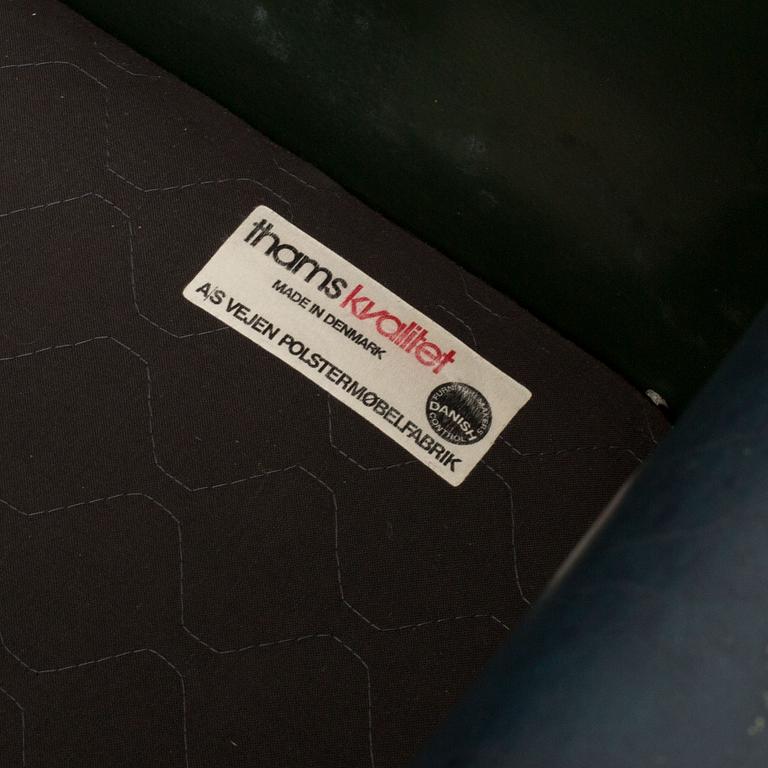 thams kvalitet
MADE IN DENMARK
A/S VEJEN POLSTERMØBELFABRIK
FURNITURE MAKERS
DANISH
CONTROL